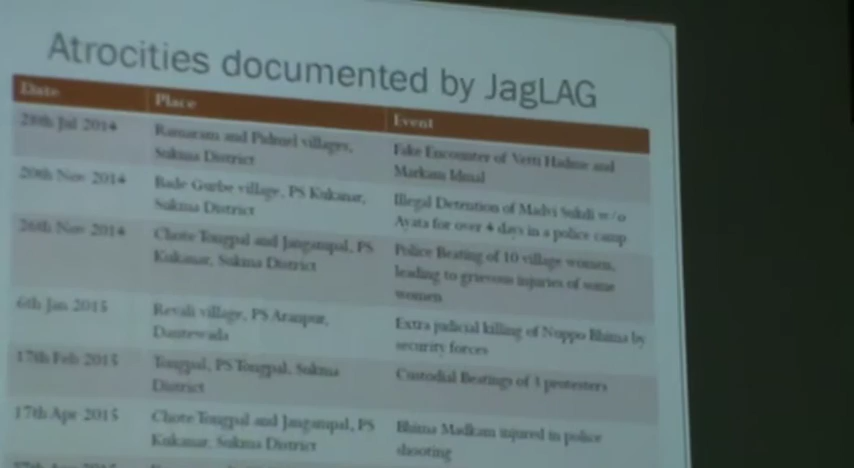 Atrocities documented by JagLAG
Date Place Event
28th Jul 2014 Ramaram and Pidmel villages, Fake Encounter of Vetti Hadme and
Sukma District Markam Idmal
20th Nov 2014 Bade Gurbe village, PS Kukanar, Illegal Detention of Madvi Sukdi w/o
Sukma District Ayata for over 4 days in a police camp
26th Nov 2014 Chote Tongpal and Jangampal, PS Police Beating of 10 village women,
Kukanar, Sukma District leading to grievous injuries of some
women
6th Jan 2015 Revali village, PS Aranpur, Extra judicial killing of Nuppo Bhima by
Dantewada security forces
17th Feb 2015 Tongpal, PS Tongpal, Sukma Custodial Beatings of 3 protesters
District
17th Apr 2015 Chote Tongpal and Jangampal, PS Bhima Madkam injured in police
Kukanar, Sukma District shooting